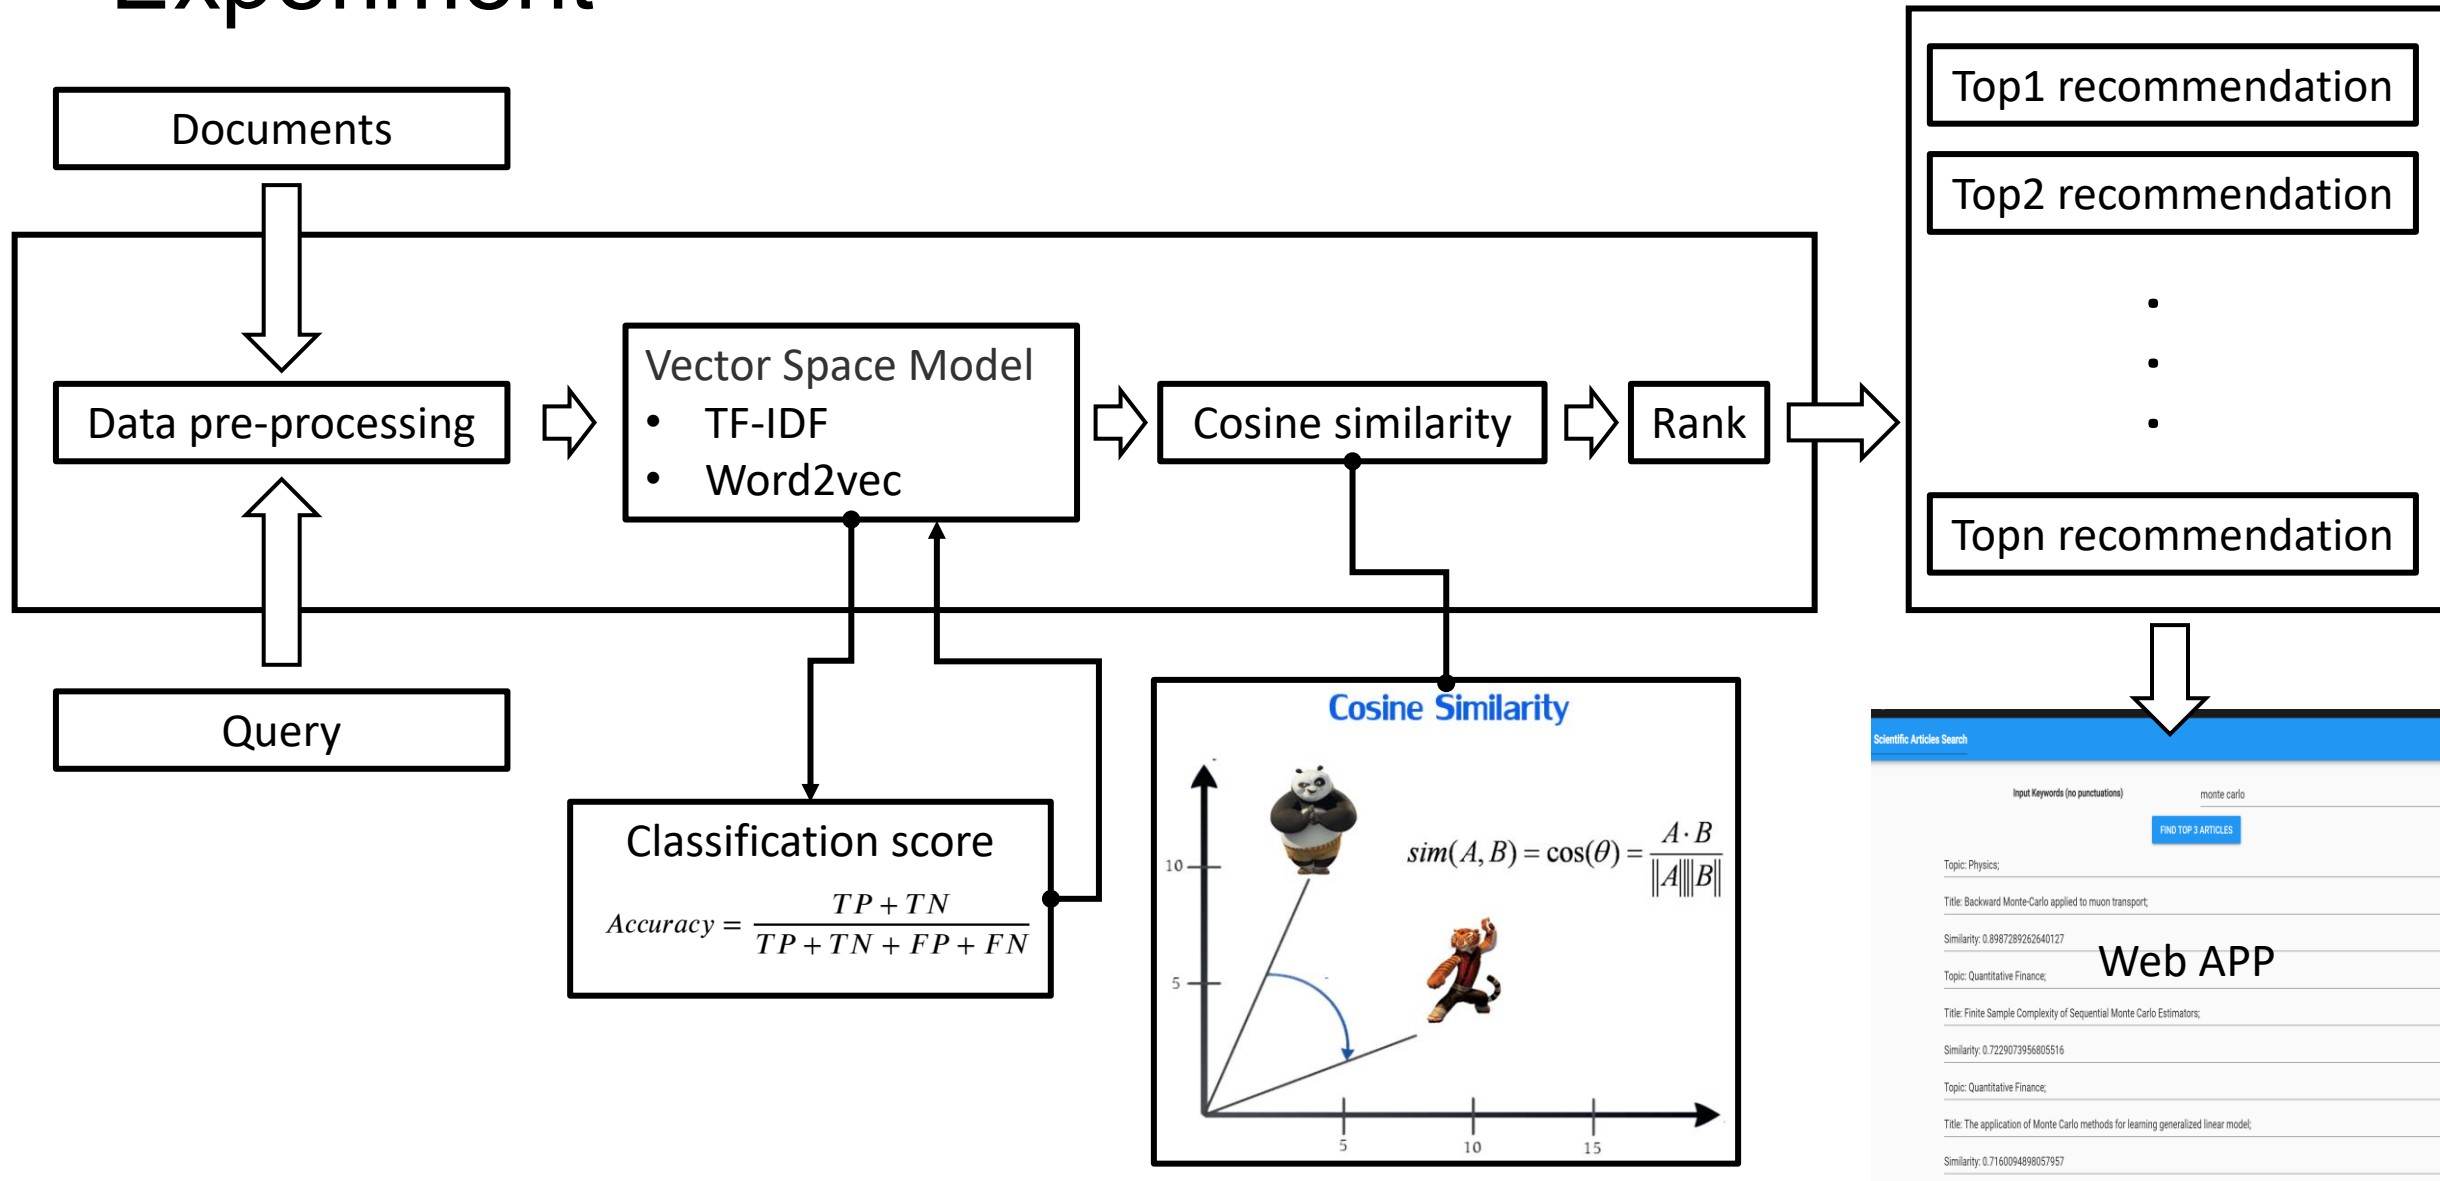 Experiment
Documents
Data pre-processing
Query
Vector Space Model
• TF-IDF
• Word2vec
Cosine similarity
Rank
Top1 recommendation
Top2 recommendation
.
.
.
Topn recommendation
Classification score
Accuracy = (TP + TN) / (TP + TN + FP + FN)
Cosine Similarity
sim(A, B) = cos(θ) = A · B / ||A||||B||
10
5
5
10
15
Scientific Articles Search
Input Keywords (no punctuations) monte carlo
FIND TOP 3 ARTICLES
Topic: Physics;
Title: Backward Monte-Carlo applied to muon transport;
Similarity: 0.8987289262640127
Web APP
Topic: Quantitative Finance;
Title: Finite Sample Complexity of Sequential Monte Carlo Estimators;
Similarity: 0.7229073956805516
Topic: Quantitative Finance;
Title: The application of Monte Carlo methods for learning generalized linear model;
Similarity: 0.7160094898057957